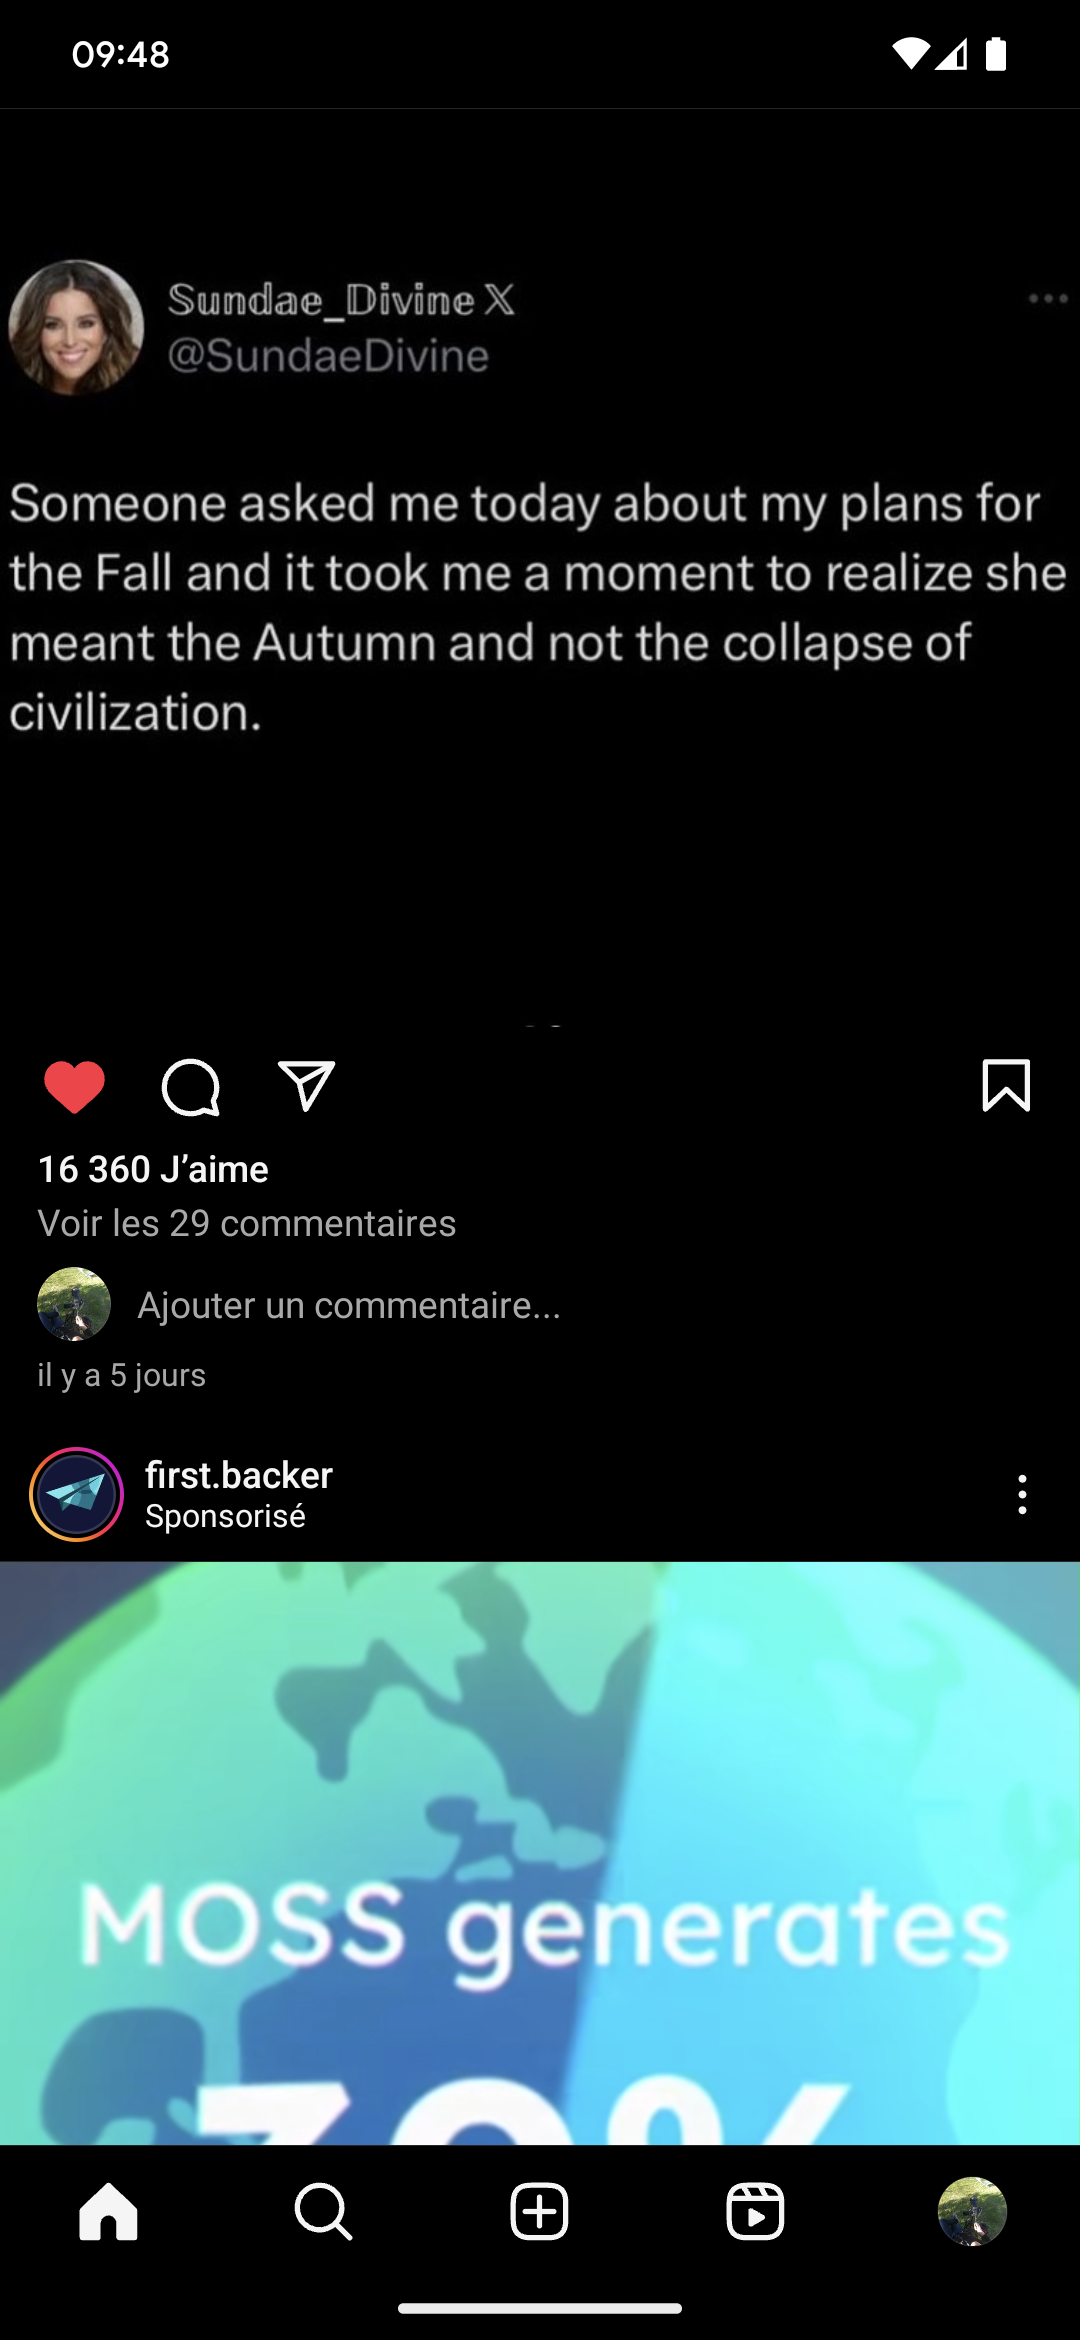 09:48
Sundae_Divine X
@SundaeDivine
Someone asked me today about my plans for
the Fall and it took me a moment to realize she
meant the Autumn and not the collapse of
civilization.
16 360 J’aime
Voir les 29 commentaires
Ajouter un commentaire...
il y a 5 jours
first.backer
Sponsorisé
MOSS generates